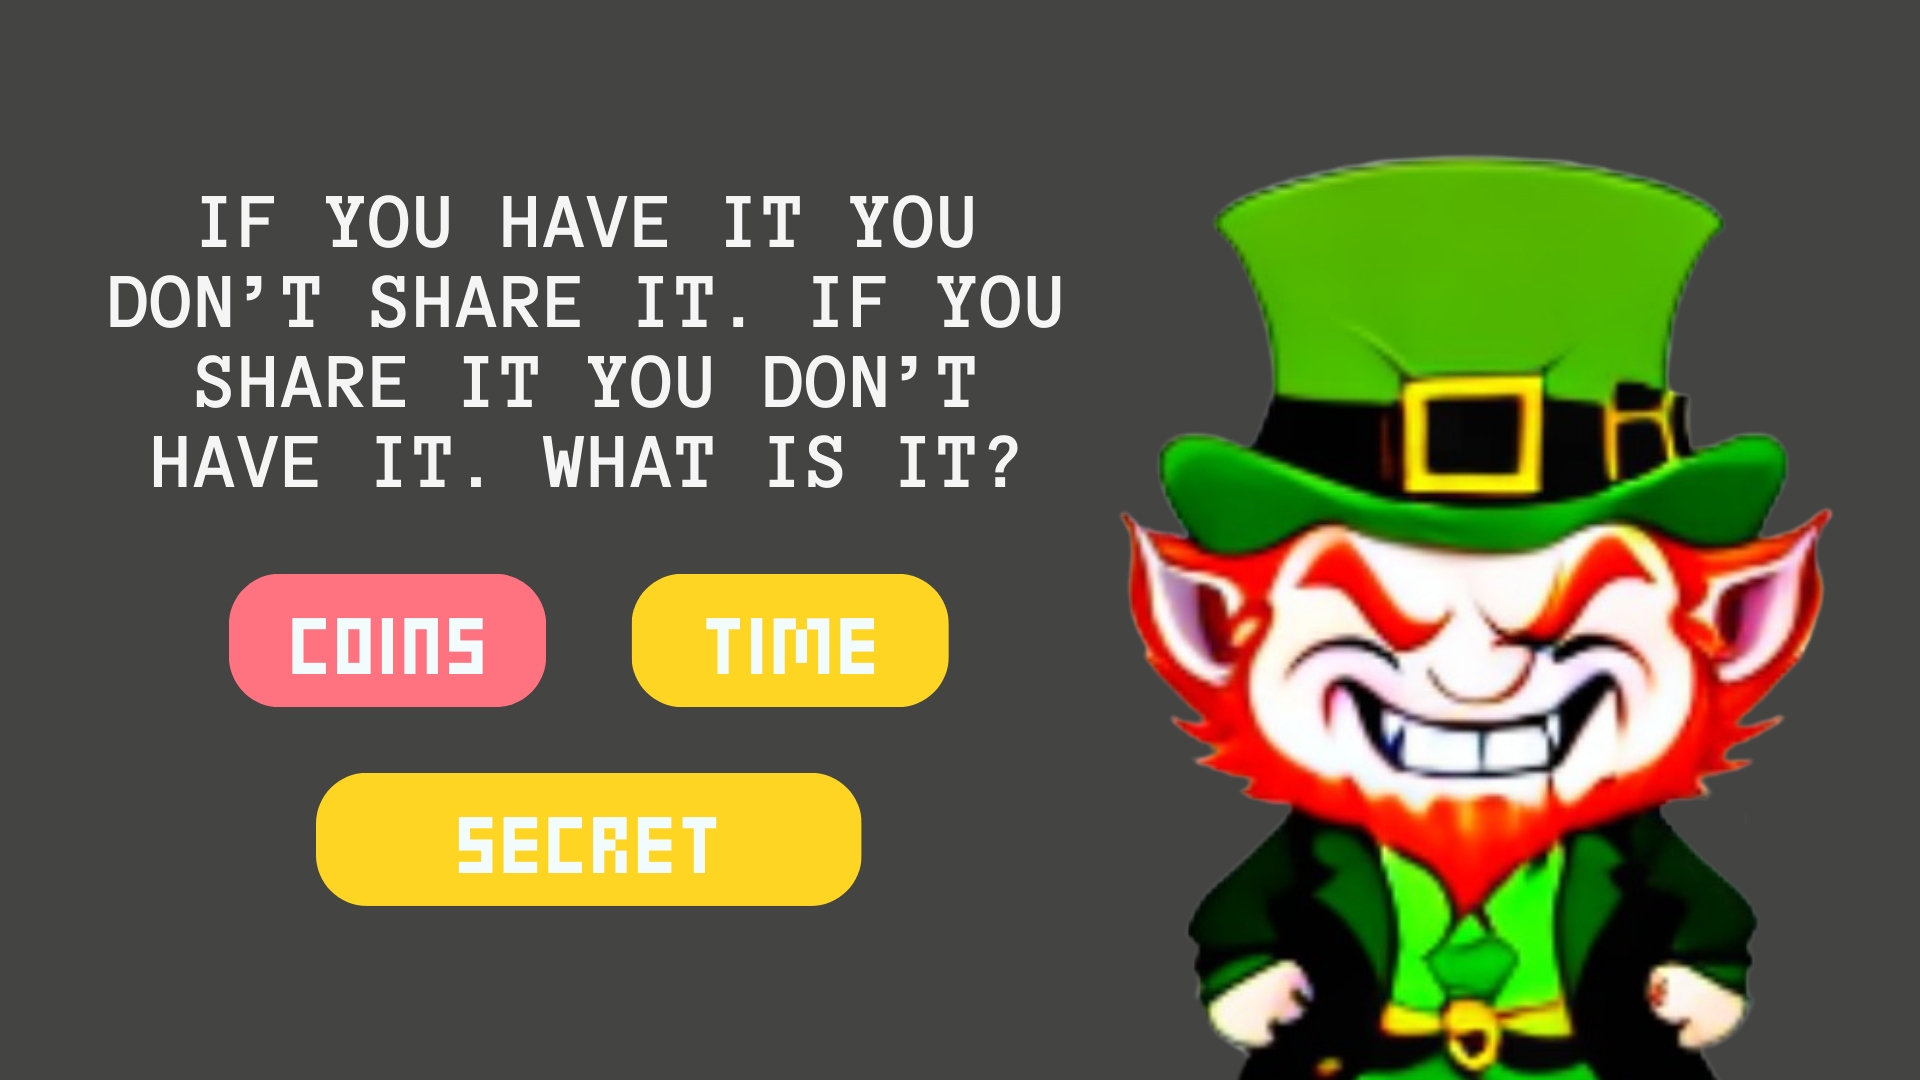 IF YOU HAVE IT YOU
DON’T SHARE IT. IF YOU
SHARE IT YOU DON’T
HAVE IT. WHAT IS IT?
COINS
TIME
SECRET